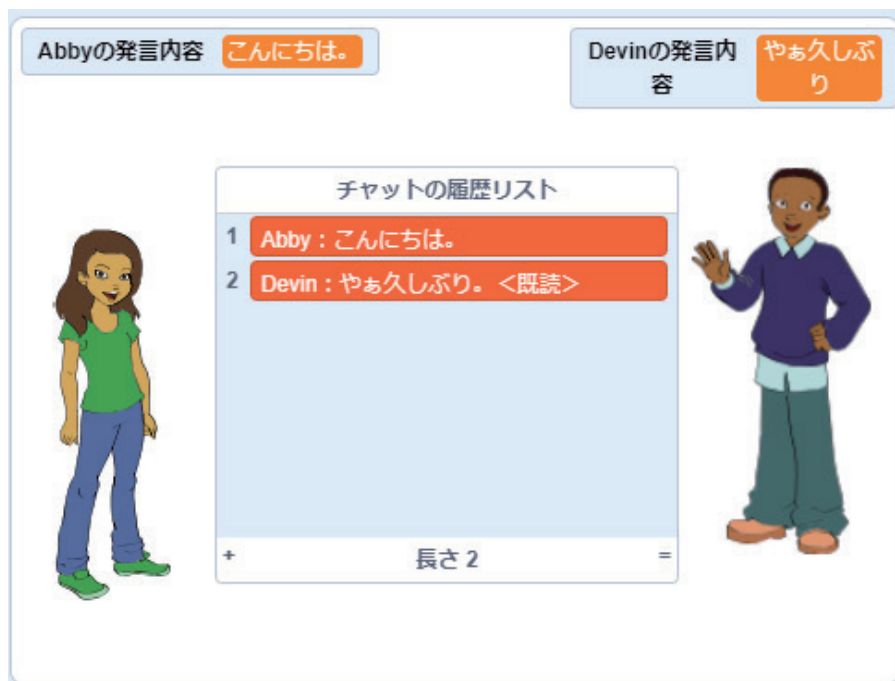 Abbyの発言内容 こんにちは。
Devinの発言内
容
やぁ久しぶ
り
チャットの履歴リスト
1 Abby：こんにちは。
2 Devin：やぁ久しぶり。＜既読＞
+ 長さ 2 =